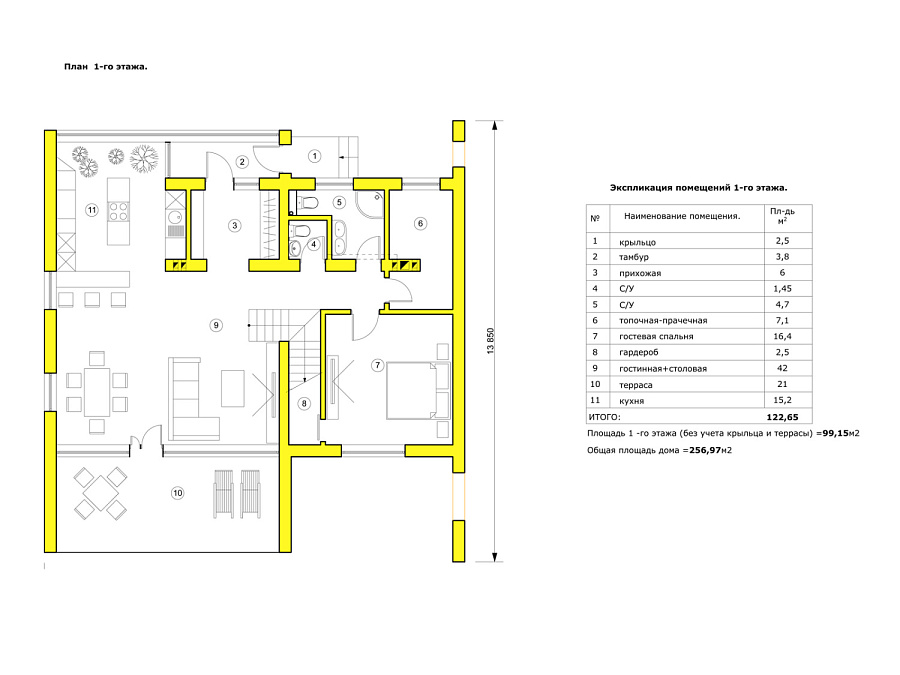 План 1-го этажа.
1
2
3
4
5
6
7
8
9
10
11
13 850
Экспликация помещений 1-го этажа.
№ Наименование помещения. Пл-дь м²
1 крыльцо 2,5
2 тамбур 3,8
3 прихожая 6
4 С/У 1,45
5 С/У 4,7
6 топочная-прачечная 7,1
7 гостевая спальня 16,4
8 гардероб 2,5
9 гостинная+столовая 42
10 терраса 21
11 кухня 15,2
ИТОГО: 122,65
Площадь 1 -го этажа (без учета крыльца и террасы) =99,15м2
Общая площадь дома =256,97м2